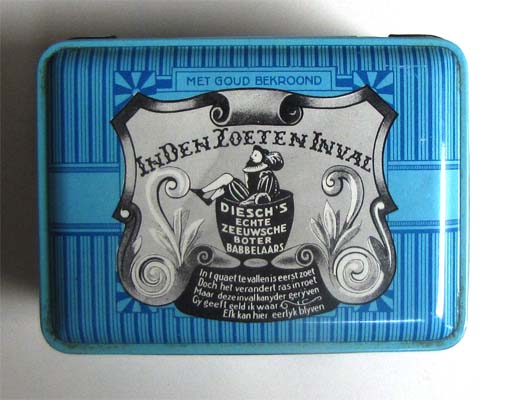 MET GOUD BEKROOND
IN DEN ZOETEN INVAL
DIESCH'S
ECHTE
ZEEUWSCHE
BOTER
BABBELAARS
In t quaet te vallen is eerst zoet
Doch het verandert ras in roet
Maar deze inval kan yder geryven
Gy geeft geld ik waar
Elk kan hier eerlyk blyven